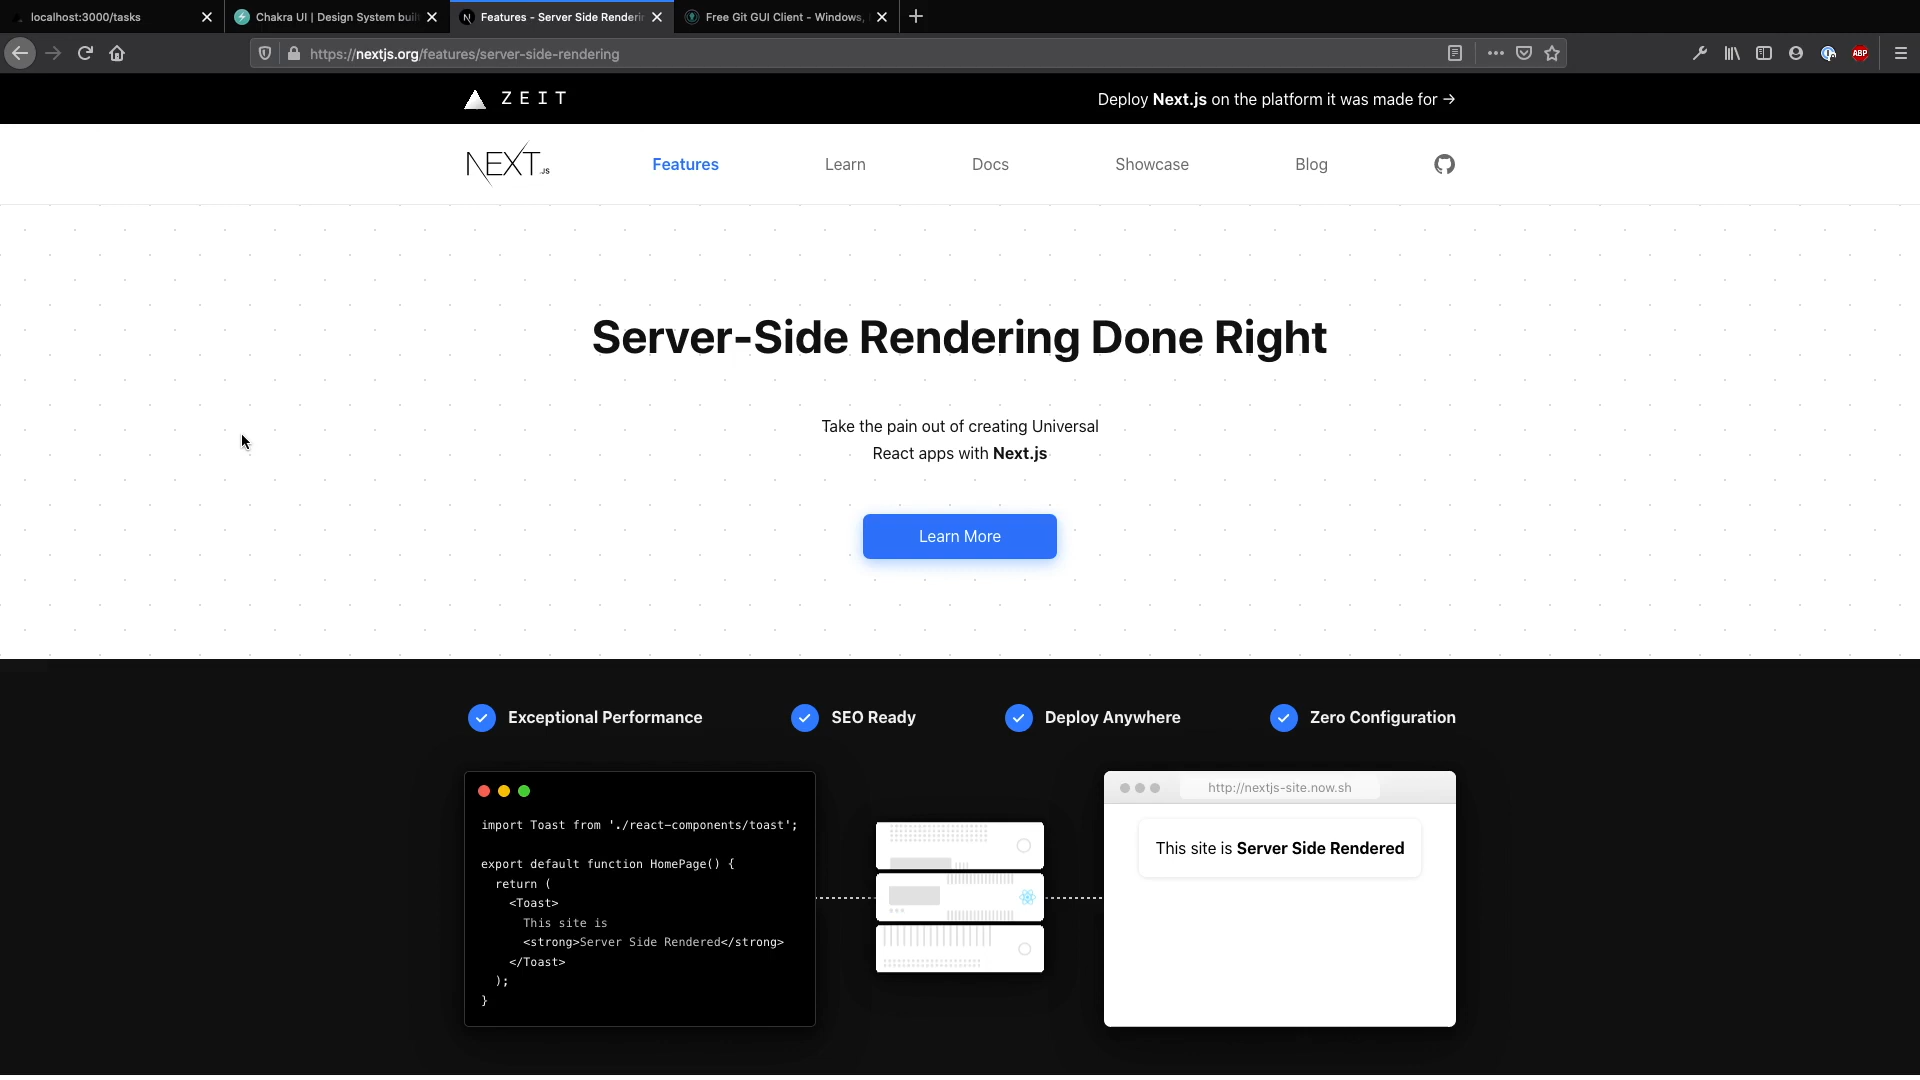 localhost:3000/tasks
Chakra UI | Design System buil
Features - Server Side Renderin
Free Git GUI Client - Windows,
https://nextjs.org/features/server-side-rendering
ABP
ZEIT
Deploy Next.js on the platform it was made for →
NEXT.JS
Features
Learn
Docs
Showcase
Blog
Server-Side Rendering Done Right
Take the pain out of creating Universal
React apps with Next.js
Learn More
Exceptional Performance
SEO Ready
Deploy Anywhere
Zero Configuration
import Toast from './react-components/toast';
export default function HomePage() {
return (
<Toast>
This site is
<strong>Server Side Rendered</strong>
</Toast>
);
}
http://nextjs-site.now.sh
This site is Server Side Rendered